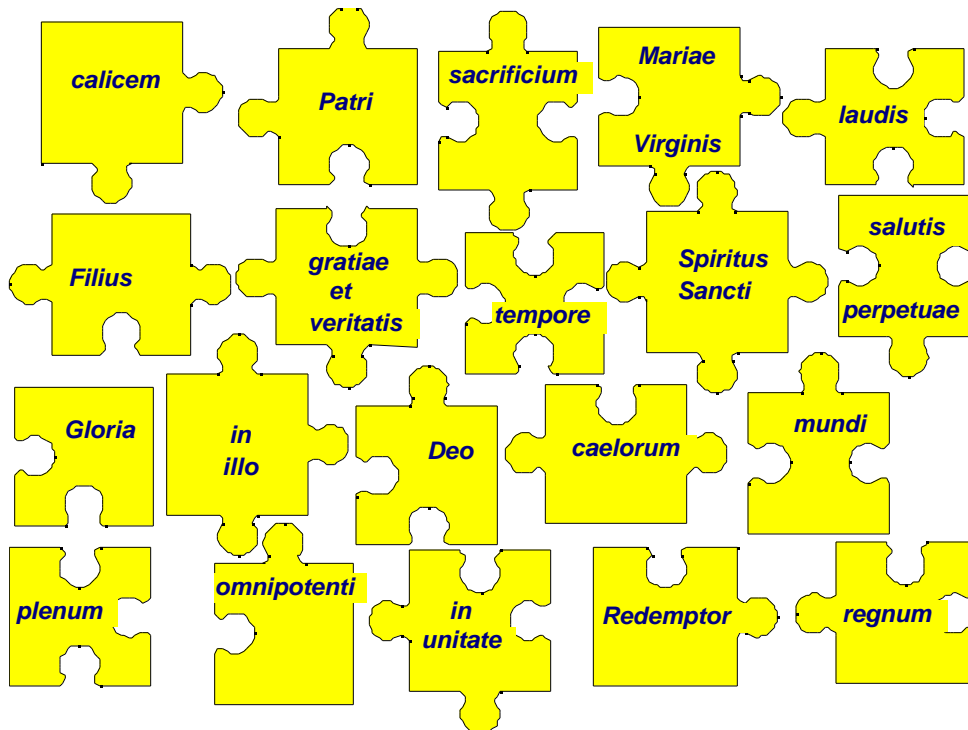 calicem
Patri
sacrificium
Mariae
Virginis
laudis
Filius
gratiae
et
veritatis
tempore
Spiritus
Sancti
salutis
perpetuae
Gloria
in
illo
Deo
caelorum
mundi
plenum
omnipotenti
in
unitate
Redemptor
regnum